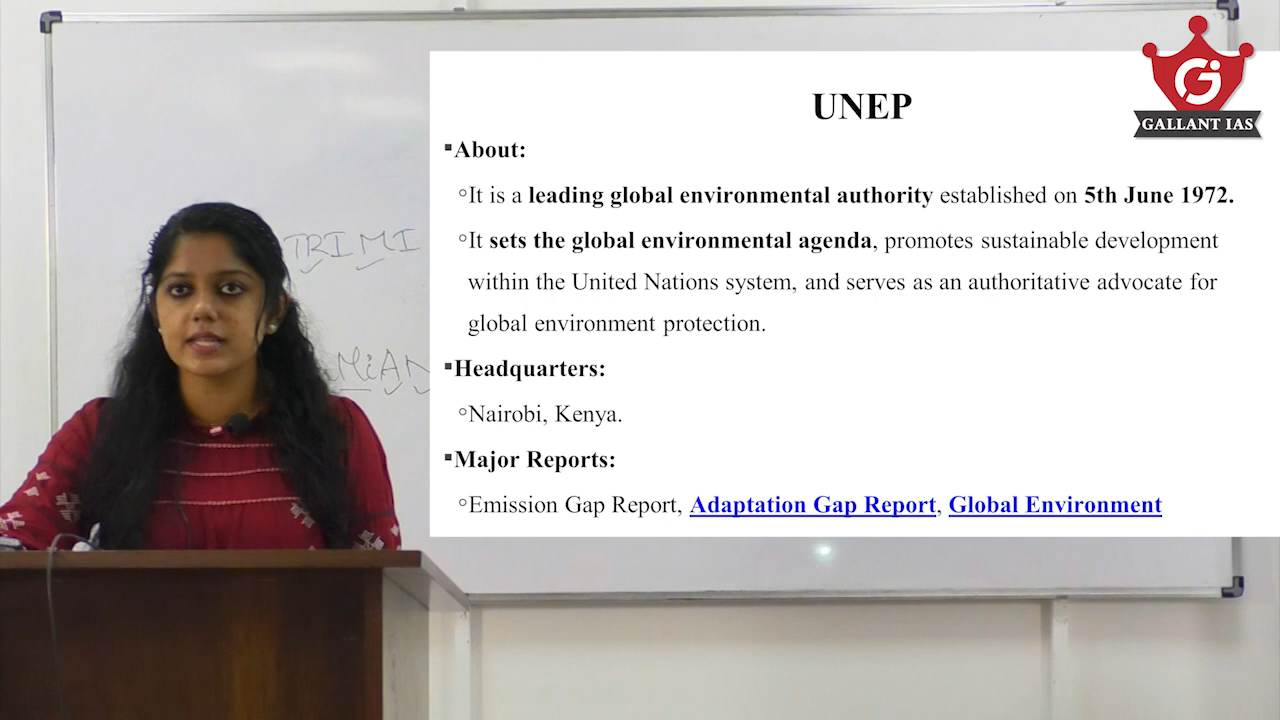 GALLANT IAS
UNEP
▪About:
◦It is a leading global environmental authority established on 5th June 1972.
◦It sets the global environmental agenda, promotes sustainable development
within the United Nations system, and serves as an authoritative advocate for
global environment protection.
▪Headquarters:
◦Nairobi, Kenya.
▪Major Reports:
◦Emission Gap Report, Adaptation Gap Report, Global Environment
TRIMI